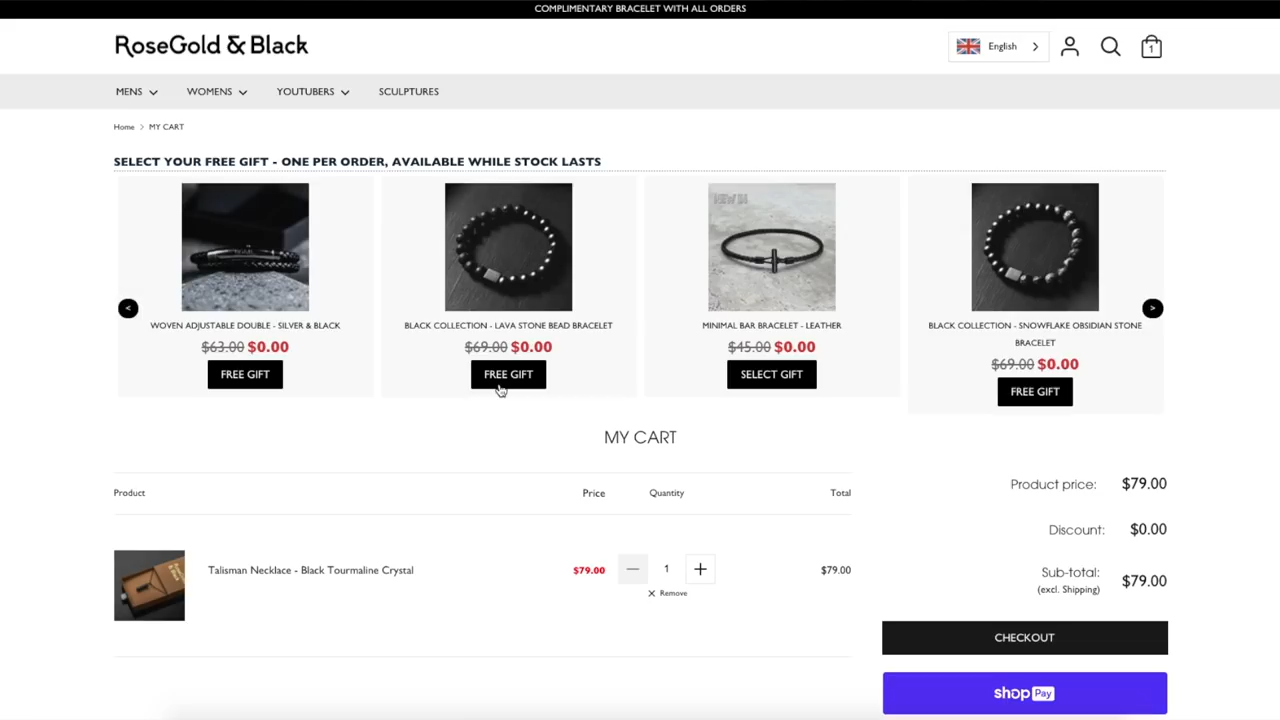 COMPLIMENTARY BRACELET WITH ALL ORDERS
RoseGold & Black
English
1
MENS
WOMENS
YOUTUBERS
SCULPTURES
Home > MY CART
SELECT YOUR FREE GIFT - ONE PER ORDER, AVAILABLE WHILE STOCK LASTS
<
WOVEN ADJUSTABLE DOUBLE - SILVER & BLACK
$63.00 $0.00
FREE GIFT
BLACK COLLECTION - LAVA STONE BEAD BRACELET
$69.00 $0.00
FREE GIFT
MINIMAL BAR BRACELET - LEATHER
$45.00 $0.00
SELECT GIFT
BLACK COLLECTION - SNOWFLAKE OBSIDIAN STONE
BRACELET
$69.00 $0.00
FREE GIFT
>
MY CART
Product Price Quantity Total
Talisman Necklace - Black Tourmaline Crystal $79.00 — 1 + $79.00
× Remove
Product price: $79.00
Discount: $0.00
Sub-total: $79.00
(excl. Shipping)
CHECKOUT
shop Pay